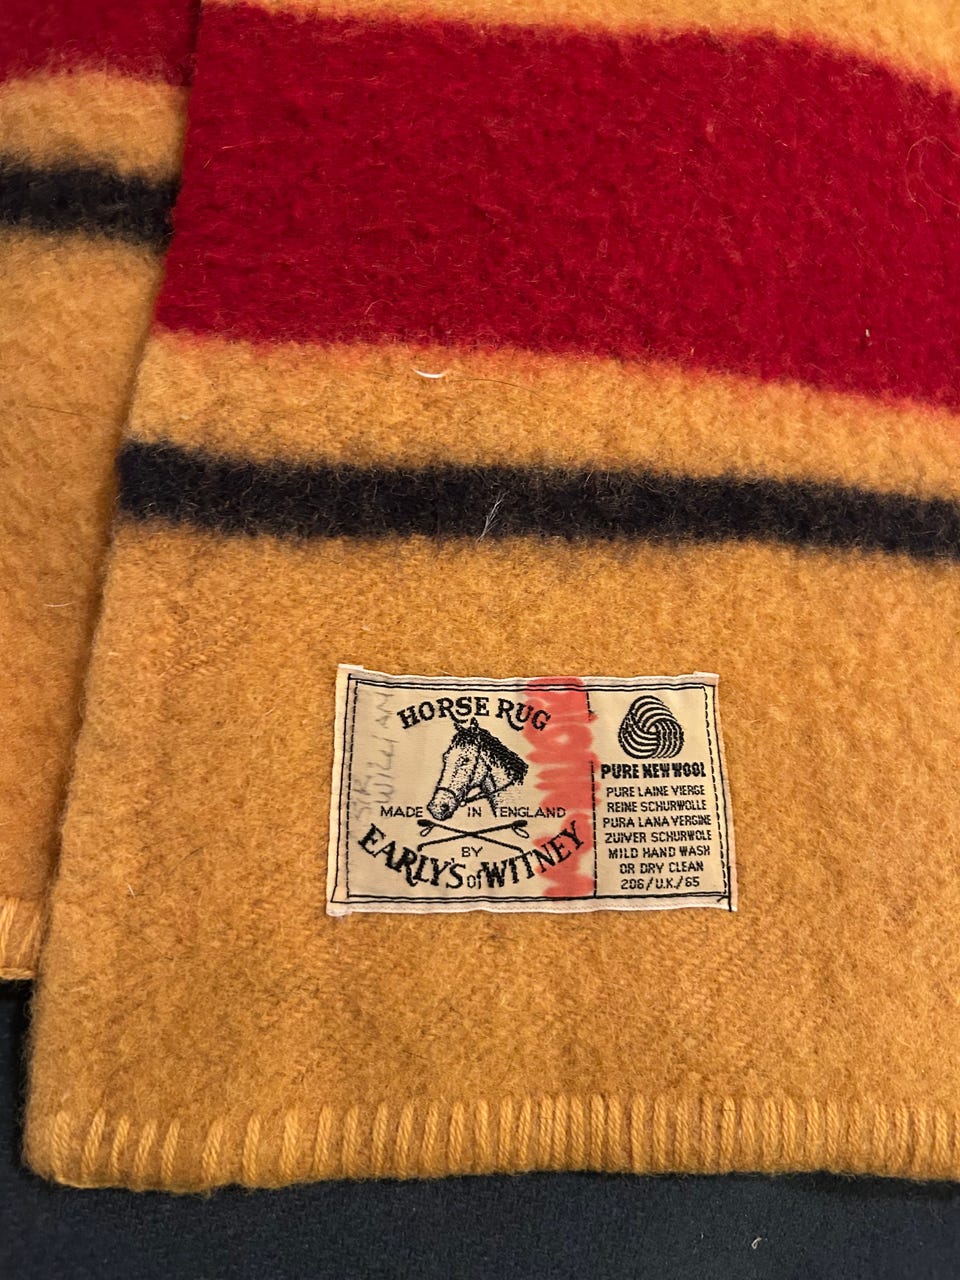 HORSE RUG
MADE IN ENGLAND
BY
EARLY'S of WITNEY
PURE NEW WOOL
PURE LAINE VIERGE
REINE SCHURWOLLE
PURA LANA VERGINE
ZUIVER SCHURWOLE
MILD HAND WASH
OR DRY CLEAN
206/U.K./65